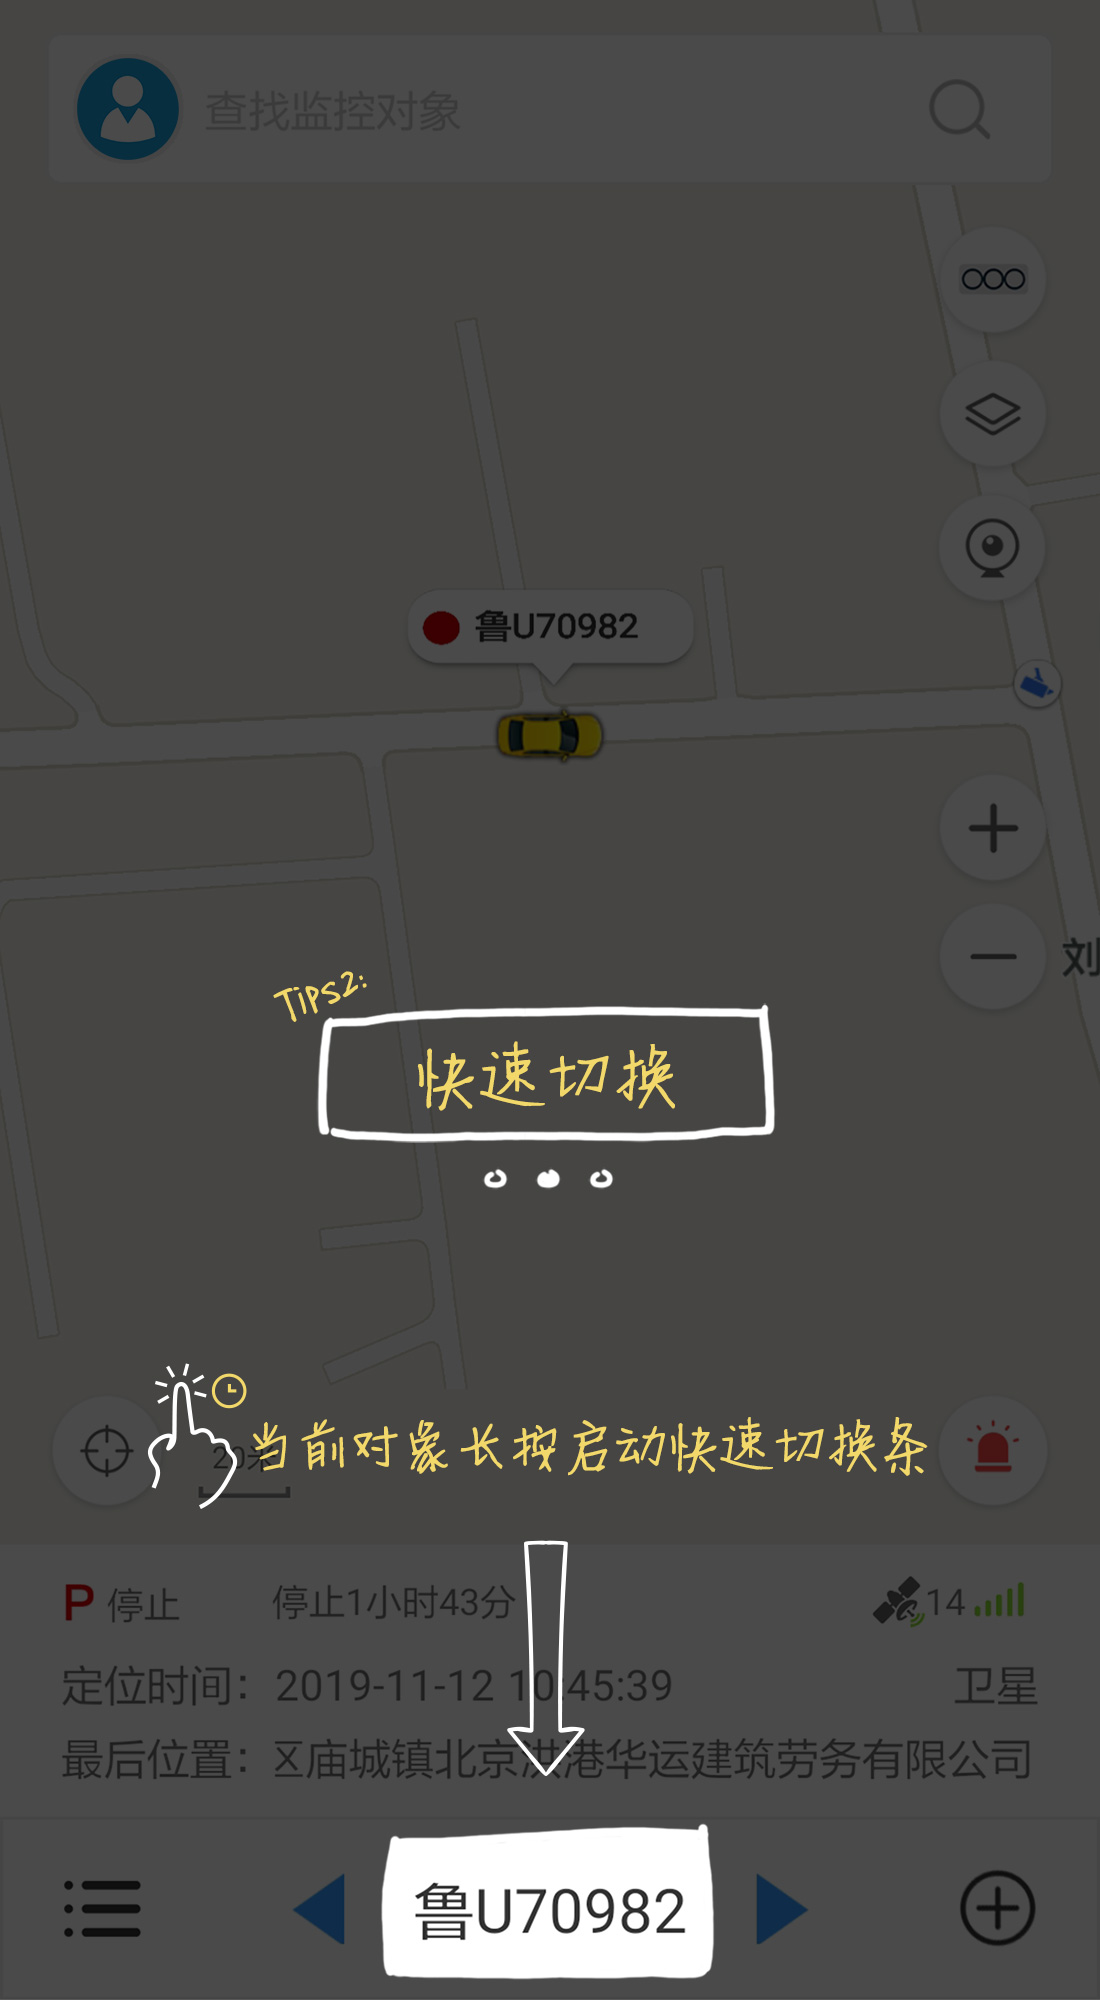 查找监控对象
鲁U70982
刘
Tips2:
快速切换
20米
当前对象长按启动快速切换条
P 停止 停止1小时43分 14
定位时间: 2019-11-12 10:45:39 卫星
最后位置: 区庙城镇北京洪港华运建筑劳务有限公司
鲁U70982